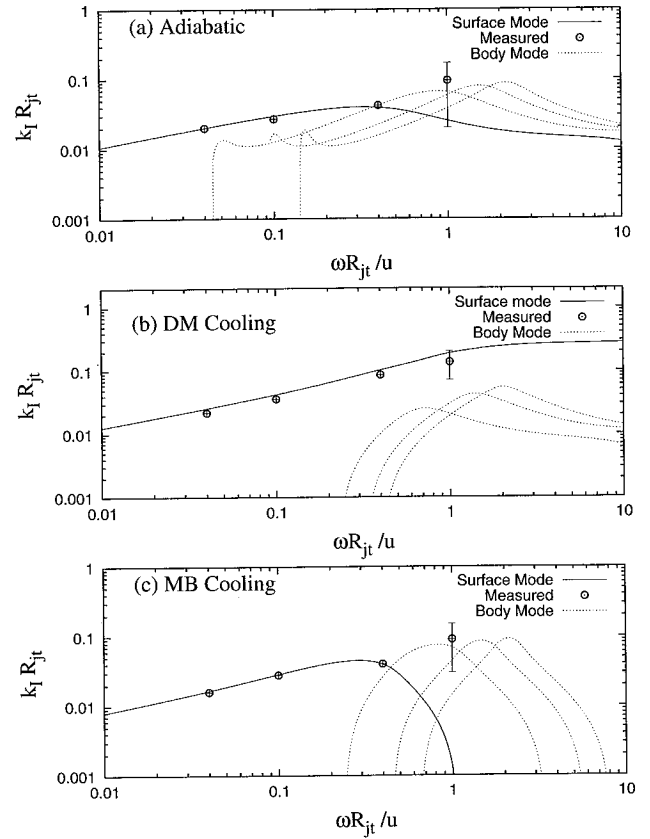 (a) Adiabatic
Surface Mode
Measured
Body Mode
1
0.1
0.01
0.001
k_I R_jt
0.01
0.1
1
10
ωR_jt /u
(b) DM Cooling
Surface mode
Measured
Body Mode
1
0.1
0.01
0.001
k_I R_jt
0.01
0.1
1
10
ωR_jt /u
(c) MB Cooling
Surface Mode
Measured
Body Mode
1
0.1
0.01
0.001
k_I R_jt
0.01
0.1
1
10
ωR_jt /u